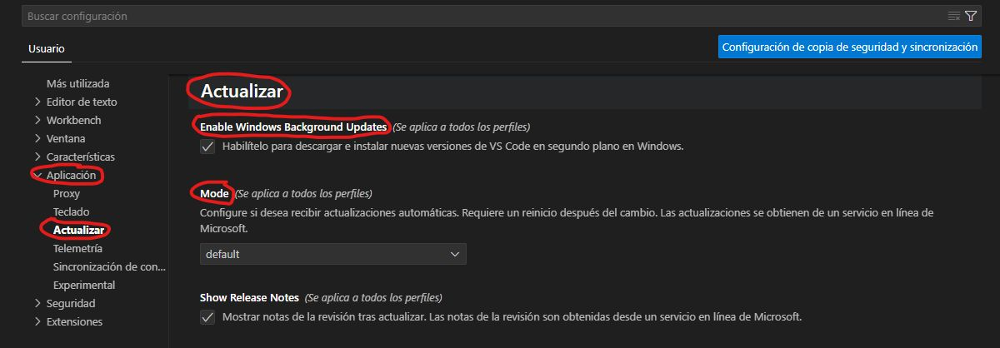 Buscar configuración
Usuario
Configuración de copia de seguridad y sincronización
Más utilizada
Editor de texto
Workbench
Ventana
Características
Aplicación
Proxy
Teclado
Actualizar
Telemetría
Sincronización de con...
Experimental
Seguridad
Extensiones
Actualizar
Enable Windows Background Updates (Se aplica a todos los perfiles)
Habilítelo para descargar e instalar nuevas versiones de VS Code en segundo plano en Windows.
Mode (Se aplica a todos los perfiles)
Configure si desea recibir actualizaciones automáticas. Requiere un reinicio después del cambio. Las actualizaciones se obtienen de un servicio en línea de
Microsoft.
default
Show Release Notes (Se aplica a todos los perfiles)
Mostrar notas de la revisión tras actualizar. Las notas de la revisión son obtenidas desde un servicio en línea de Microsoft.